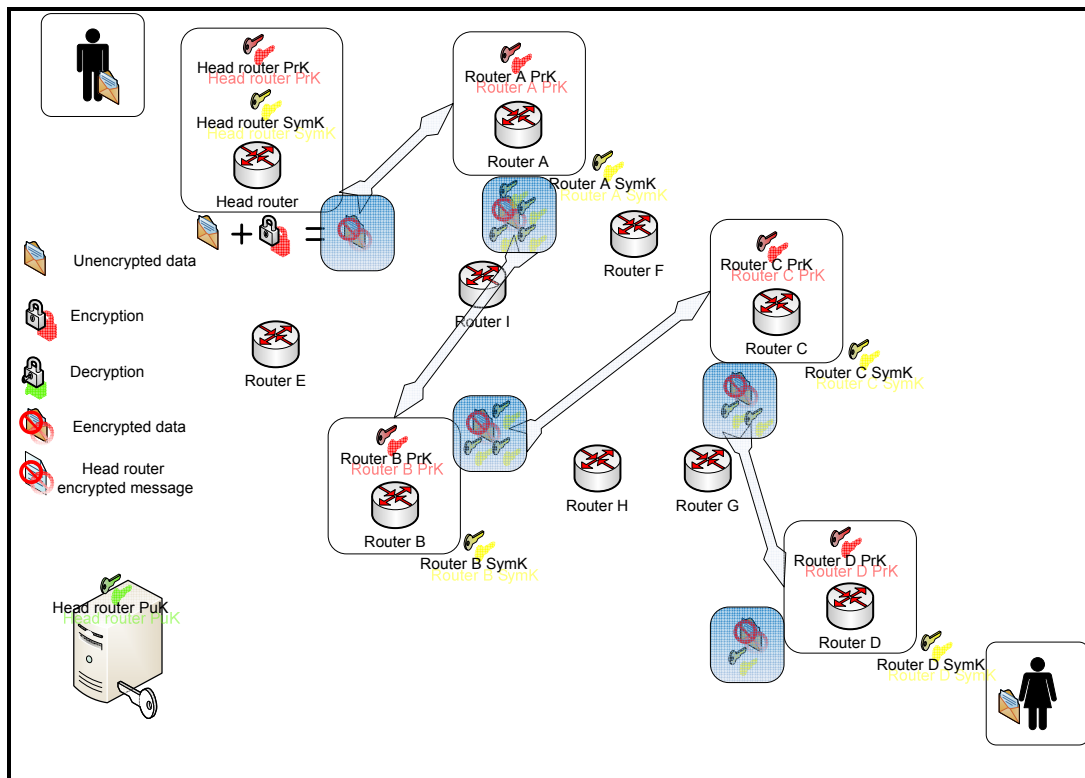 Head router PrK
Head router PrK
Head router SymK
Head router SymK
Head router
+ =
Router A PrK
Router A PrK
Router A
Router A SymK
Router A SymK
Router F
Router I
Router E
Router C PrK
Router C PrK
Router C
Router C SymK
Router C SymK
Unencrypted data
Encryption
Decryption
Eencrypted data
Head router
encrypted message
Router B PrK
Router B PrK
Router B
Router B SymK
Router B SymK
Router H
Router G
Router D PrK
Router D PrK
Router D
Router D SymK
Router D SymK
Head router PuK
Head router PuK